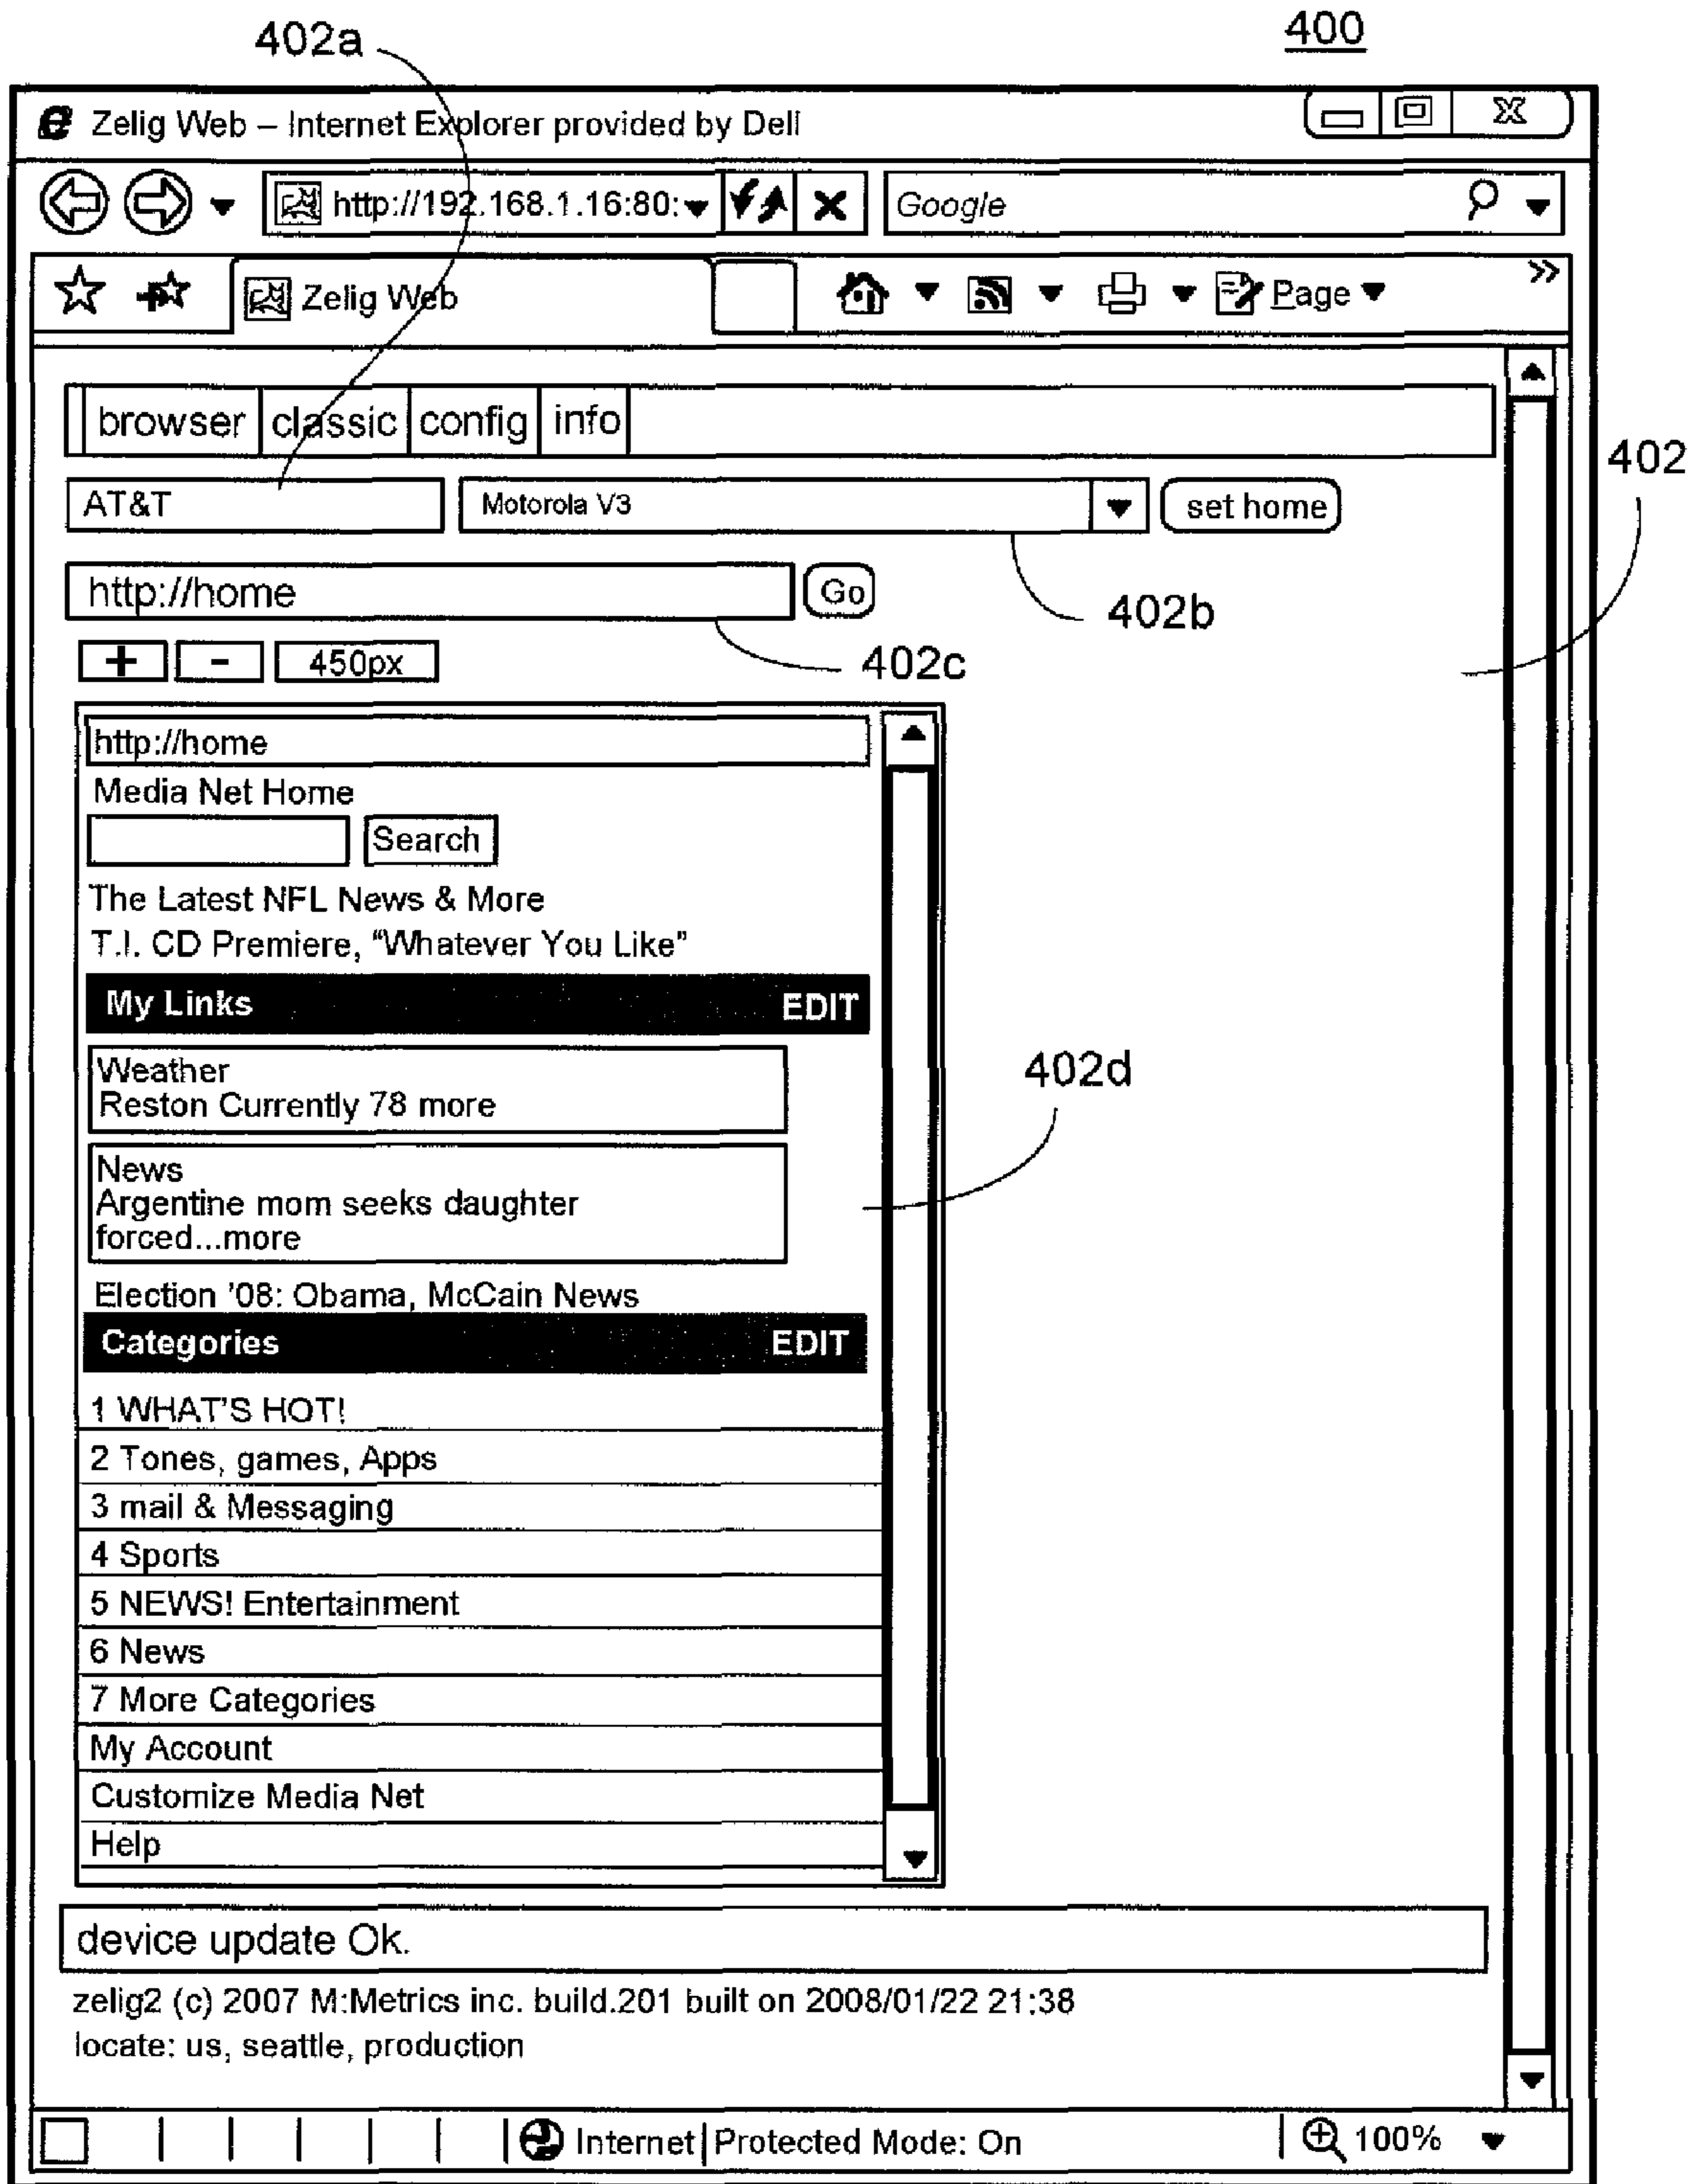 402a
400
Zelig Web – Internet Explorer provided by Dell
http://192.168.1.16:80:
Google
Zelig Web
Page
browser classic config info
402
AT&T Motorola V3 set home
http://home Go
402b
+ - 450px
402c
http://home
Media Net Home
Search
The Latest NFL News & More
T.I. CD Premiere, "Whatever You Like"
My Links EDIT
Weather
Reston Currently 78 more
402d
News
Argentine mom seeks daughter
forced...more
Election '08: Obama, McCain News
Categories EDIT
1 WHAT'S HOT!
2 Tones, games, Apps
3 mail & Messaging
4 Sports
5 NEWS! Entertainment
6 News
7 More Categories
My Account
Customize Media Net
Help
device update Ok.
zelig2 (c) 2007 M:Metrics inc. build.201 built on 2008/01/22 21:38
locate: us, seattle, production
Internet Protected Mode: On 100%